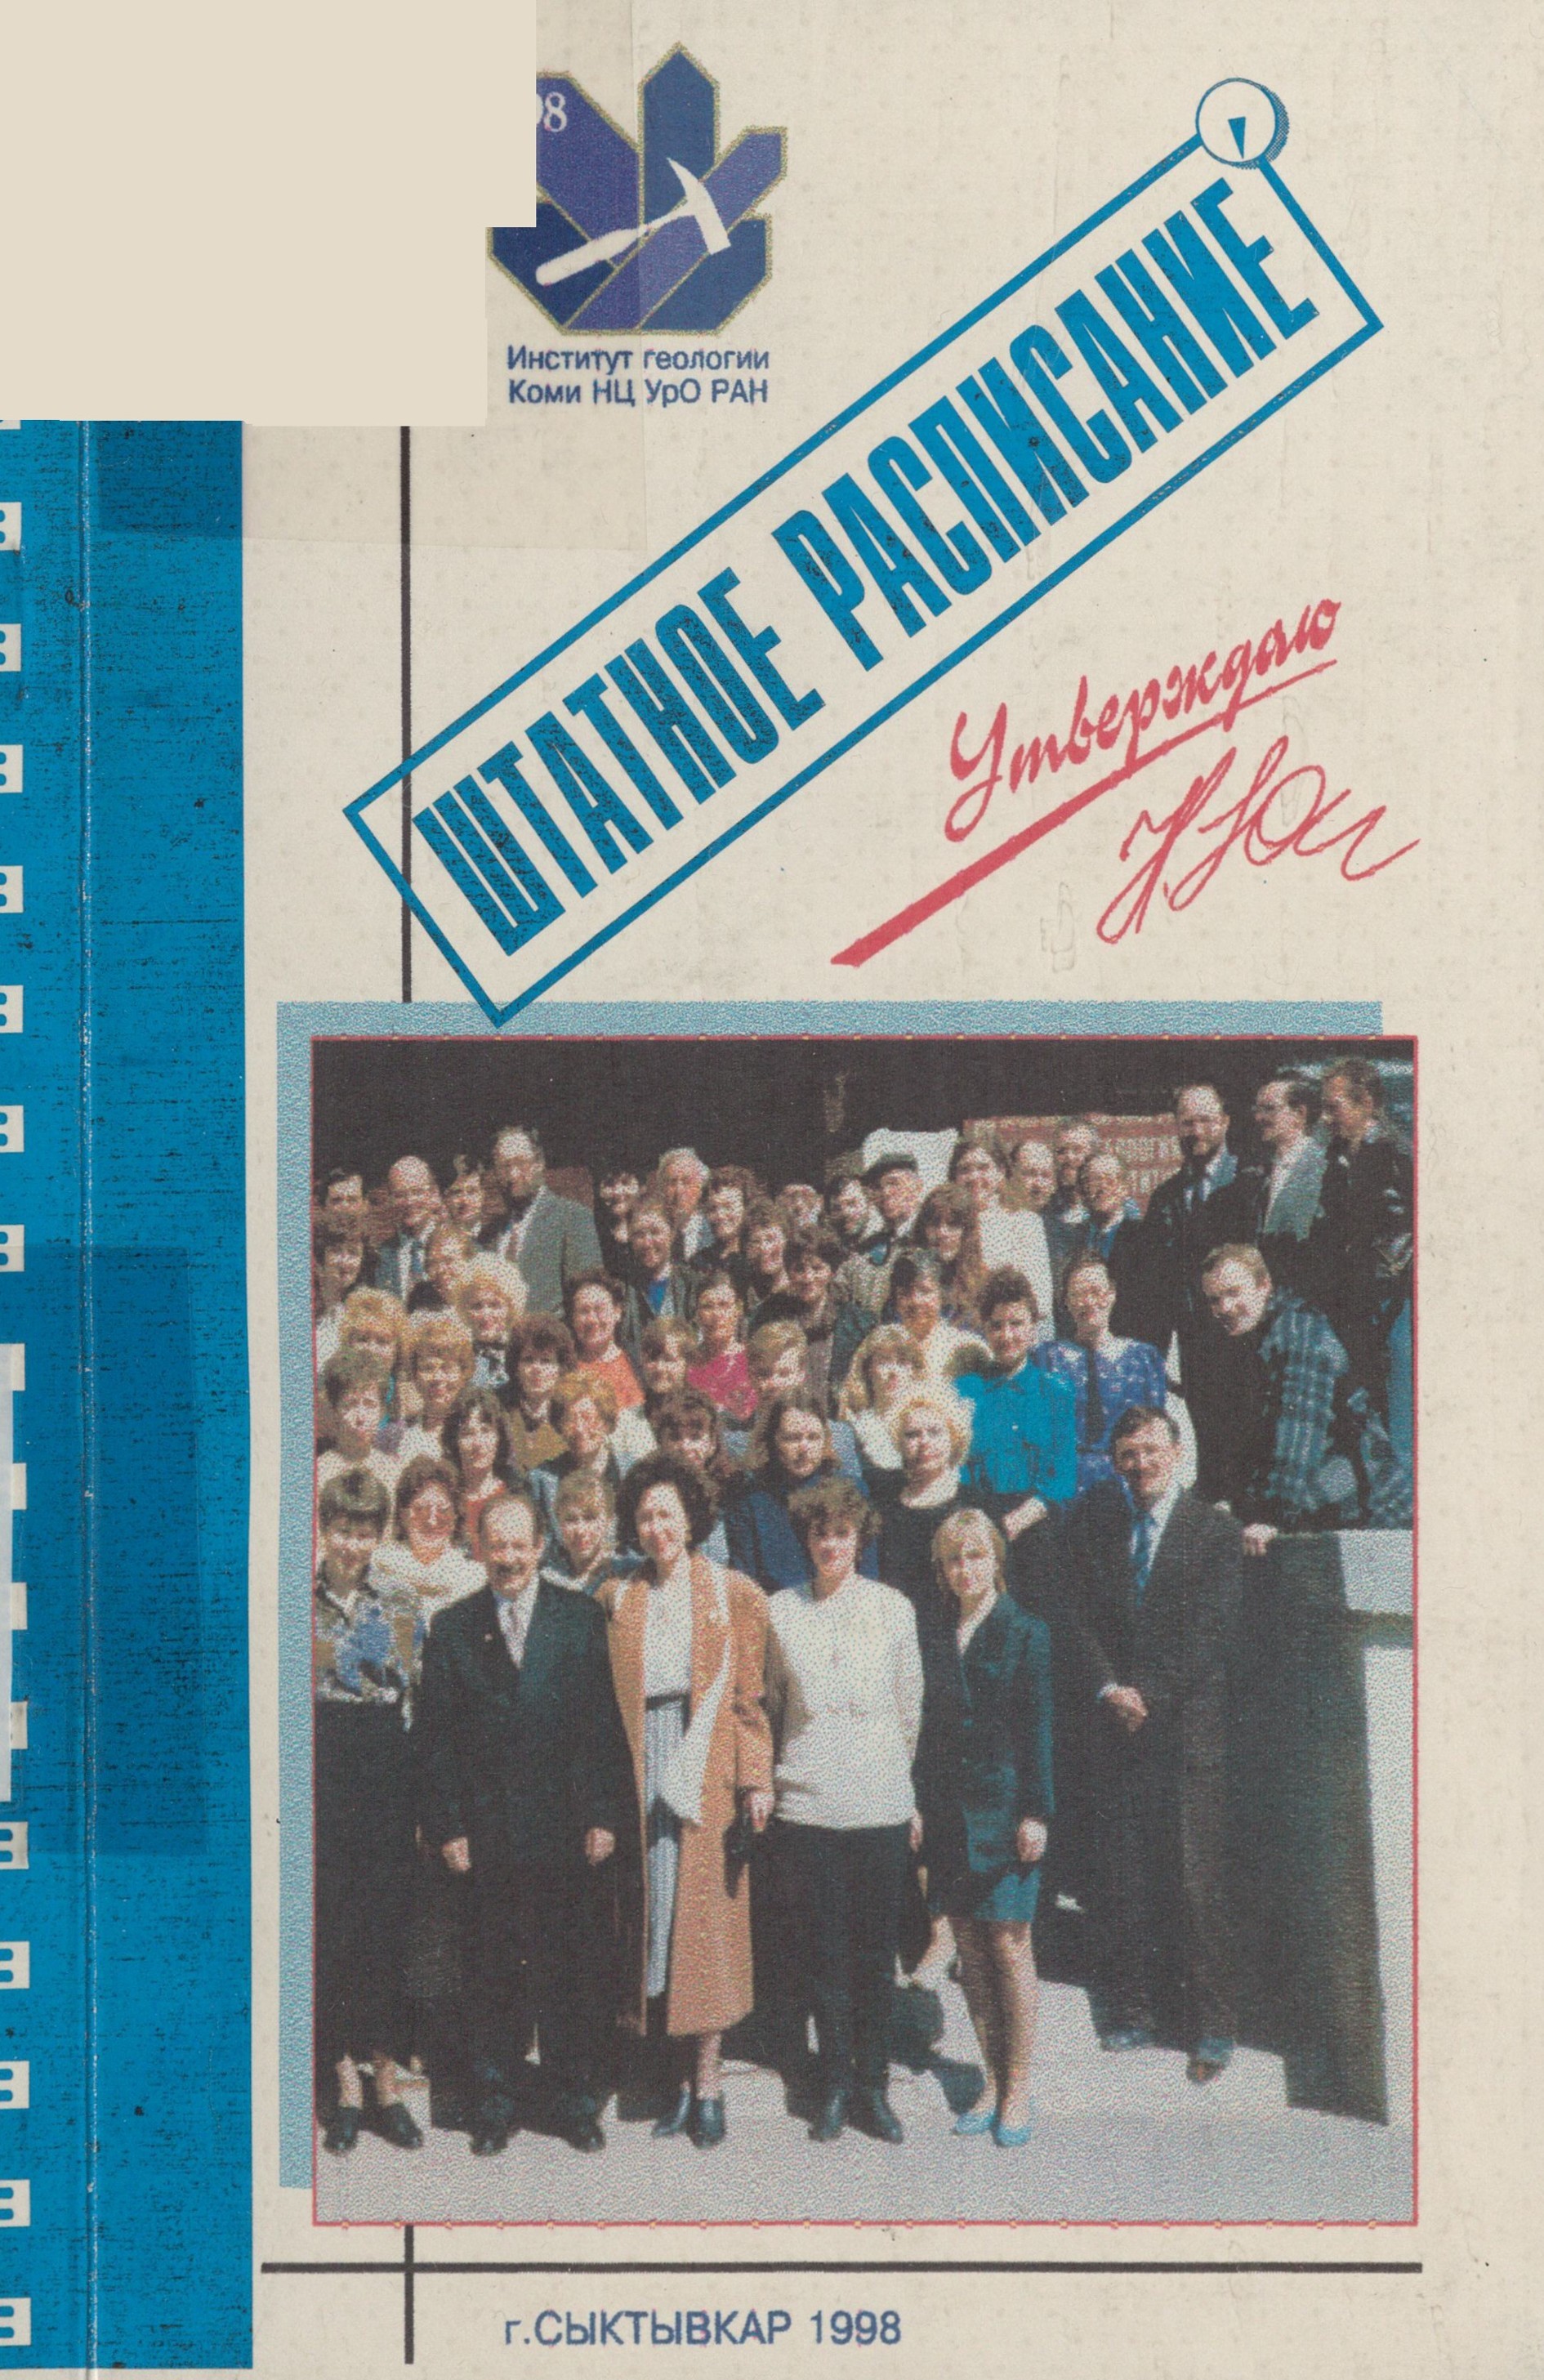 98
Институт геологии
Коми НЦ УрО РАН
ШТАТНОЕ РАСПИСАНИЕ
Утверждаю
г.СЫКТЫВКАР 1998